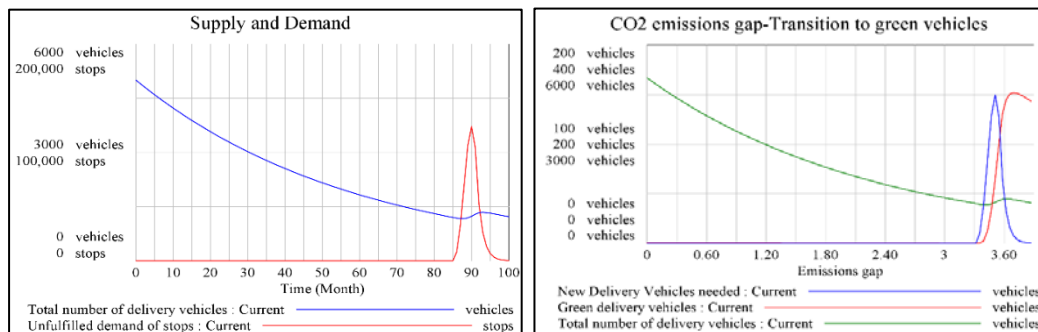 Supply and Demand
6000 vehicles
200,000 stops
3000 vehicles
100,000 stops
0 vehicles
0 stops
0 10 20 30 40 50 60 70 80 90 100
Time (Month)
Total number of delivery vehicles : Current vehicles
Unfulfilled demand of stops : Current stops
CO2 emissions gap-Transition to green vehicles
200 vehicles
400 vehicles
6000 vehicles
100 vehicles
200 vehicles
3000 vehicles
0 vehicles
0 vehicles
0 vehicles
0 0.60 1.20 1.80 2.40 3 3.60
Emissions gap
New Delivery Vehicles needed : Current vehicles
Green delivery vehicles : Current vehicles
Total number of delivery vehicles : Current vehicles